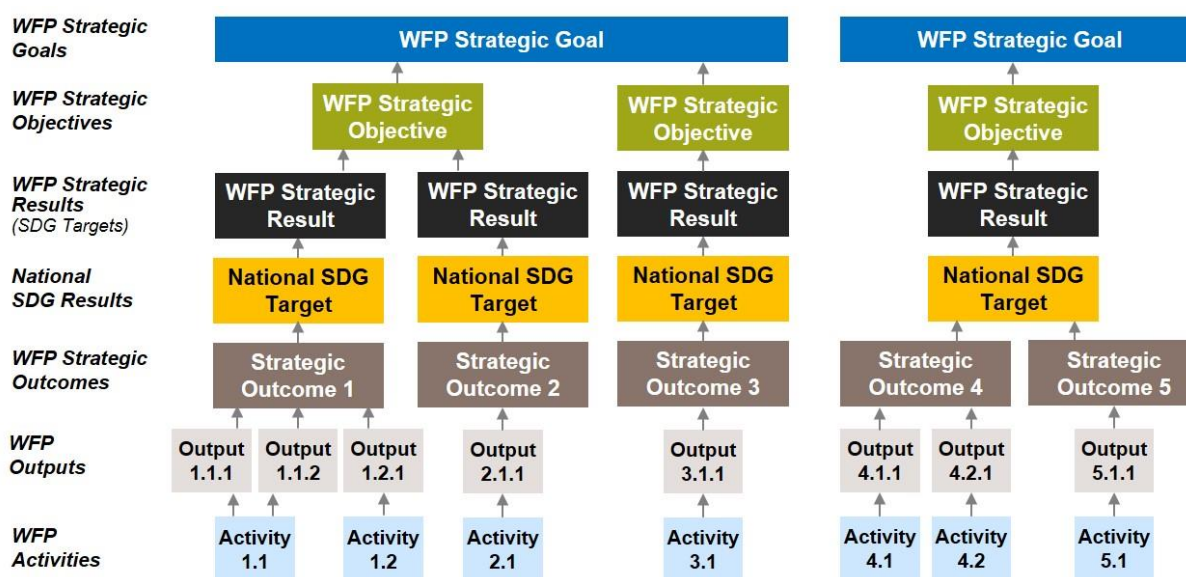 WFP Strategic
Goals
WFP Strategic Goal
WFP Strategic Goal
WFP Strategic
Objectives
WFP Strategic
Objective
WFP Strategic
Objective
WFP Strategic
Objective
WFP Strategic
Results
(SDG Targets)
WFP Strategic
Result
WFP Strategic
Result
WFP Strategic
Result
WFP Strategic
Result
National
SDG Results
National SDG
Target
National SDG
Target
National SDG
Target
National SDG
Target
WFP Strategic
Outcomes
Strategic
Outcome 1
Strategic
Outcome 2
Strategic
Outcome 3
Strategic
Outcome 4
Strategic
Outcome 5
WFP
Outputs
Output
1.1.1
Output
1.1.2
Output
1.2.1
Output
2.1.1
Output
3.1.1
Output
4.1.1
Output
4.2.1
Output
5.1.1
WFP
Activities
Activity
1.1
Activity
1.2
Activity
2.1
Activity
3.1
Activity
4.1
Activity
4.2
Activity
5.1